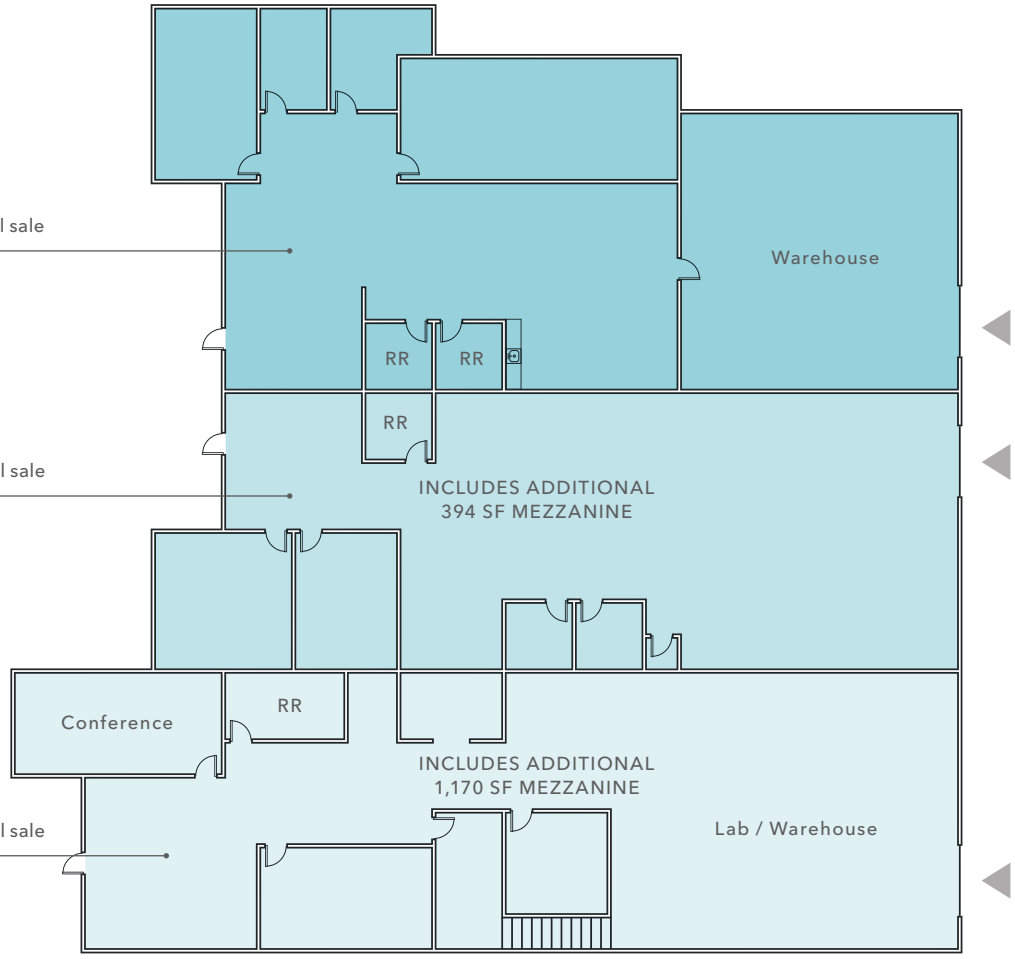 l sale
Warehouse
RR
RR
RR
l sale
INCLUDES ADDITIONAL
394 SF MEZZANINE
Conference
RR
INCLUDES ADDITIONAL
1,170 SF MEZZANINE
l sale
Lab / Warehouse